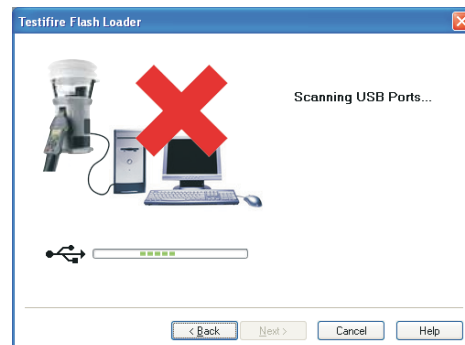 Testifire Flash Loader
Scanning USB Ports...
< Back
Next >
Cancel
Help